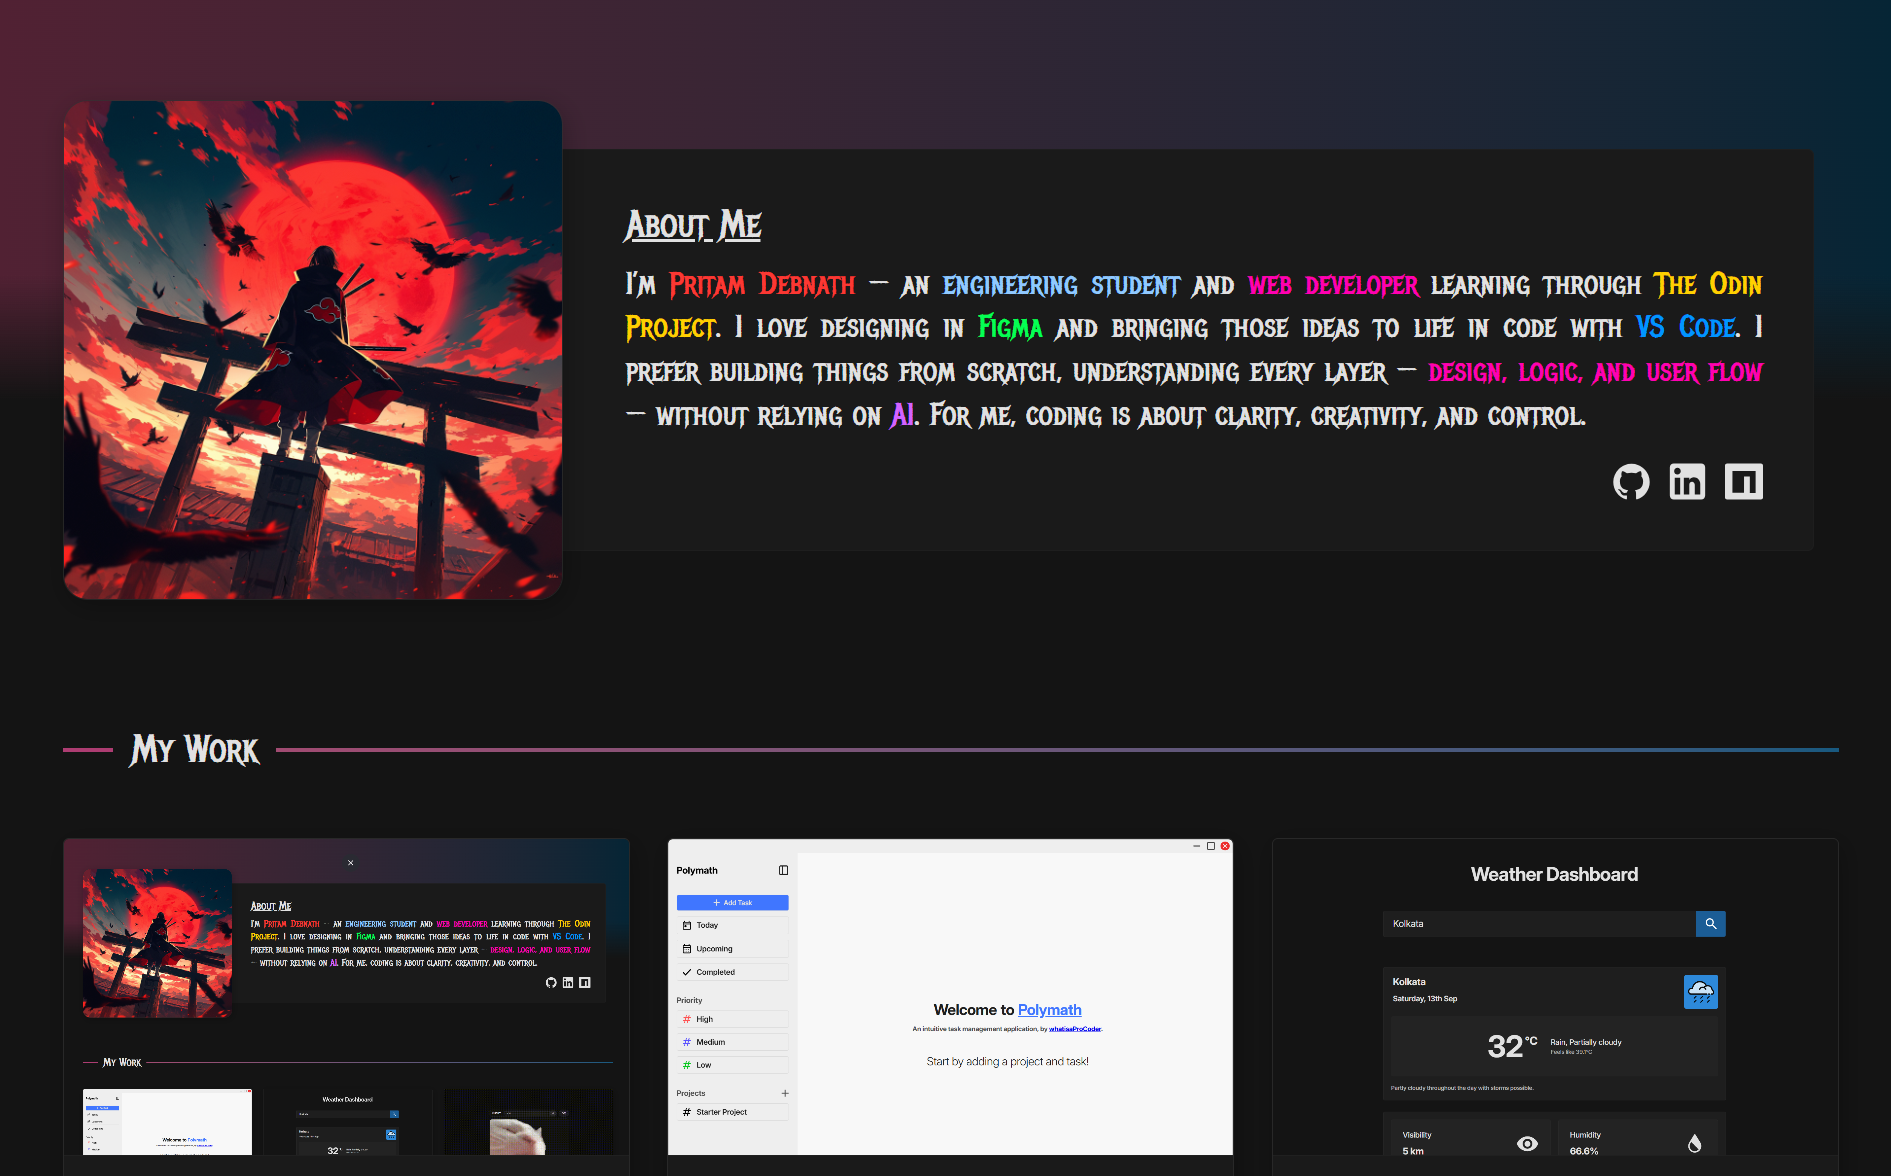 About Me
I'm Pritam Debnath — an engineering student and web developer learning through The Odin
Project. I love designing in Figma and bringing those ideas to life in code with VS Code. I
prefer building things from scratch, understanding every layer — design, logic, and user flow
— without relying on AI. For me, coding is about clarity, creativity, and control.
My Work
About Me
I'm Pritam Debnath — an engineering student and web developer learning through The Odin
Project. I love designing in Figma and bringing those ideas to life in code with VS Code. I
prefer building things from scratch, understanding every layer — design, logic, and user flow
— without relying on AI. For me, coding is about clarity, creativity, and control.
My Work
Welcome to Polymath
Weather Dashboard
32
Polymath
Add Task
Today
Upcoming
Completed
Priority
# High
# Medium
# Low
Projects
# Starter Project
Welcome to Polymath
An intuitive task management application, by whatisaProCoder.
Start by adding a project and task!
Weather Dashboard
Kolkata
Kolkata
Saturday, 13th Sep
32 °C
Rain, Partially cloudy
Feels like 39.1°C
Partly cloudy throughout the day with storms possible.
Visibility
5 km
Humidity
66.6%